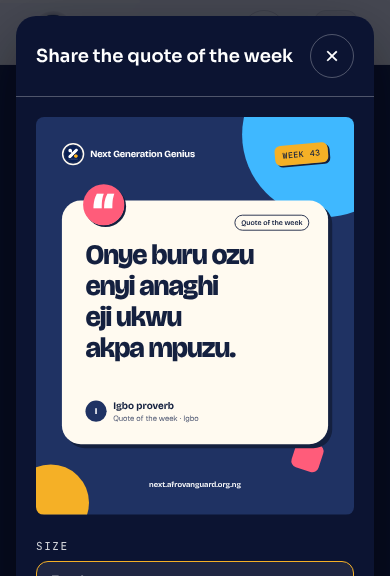 Share the quote of the week
Next Generation Genius
WEEK 43
Quote of the week
Onye buru ozu
enyi anaghi
eji ukwu
akpa mpuzu.
I
Igbo proverb
Quote of the week · Igbo
next.afrovanguard.org.ng
SIZE